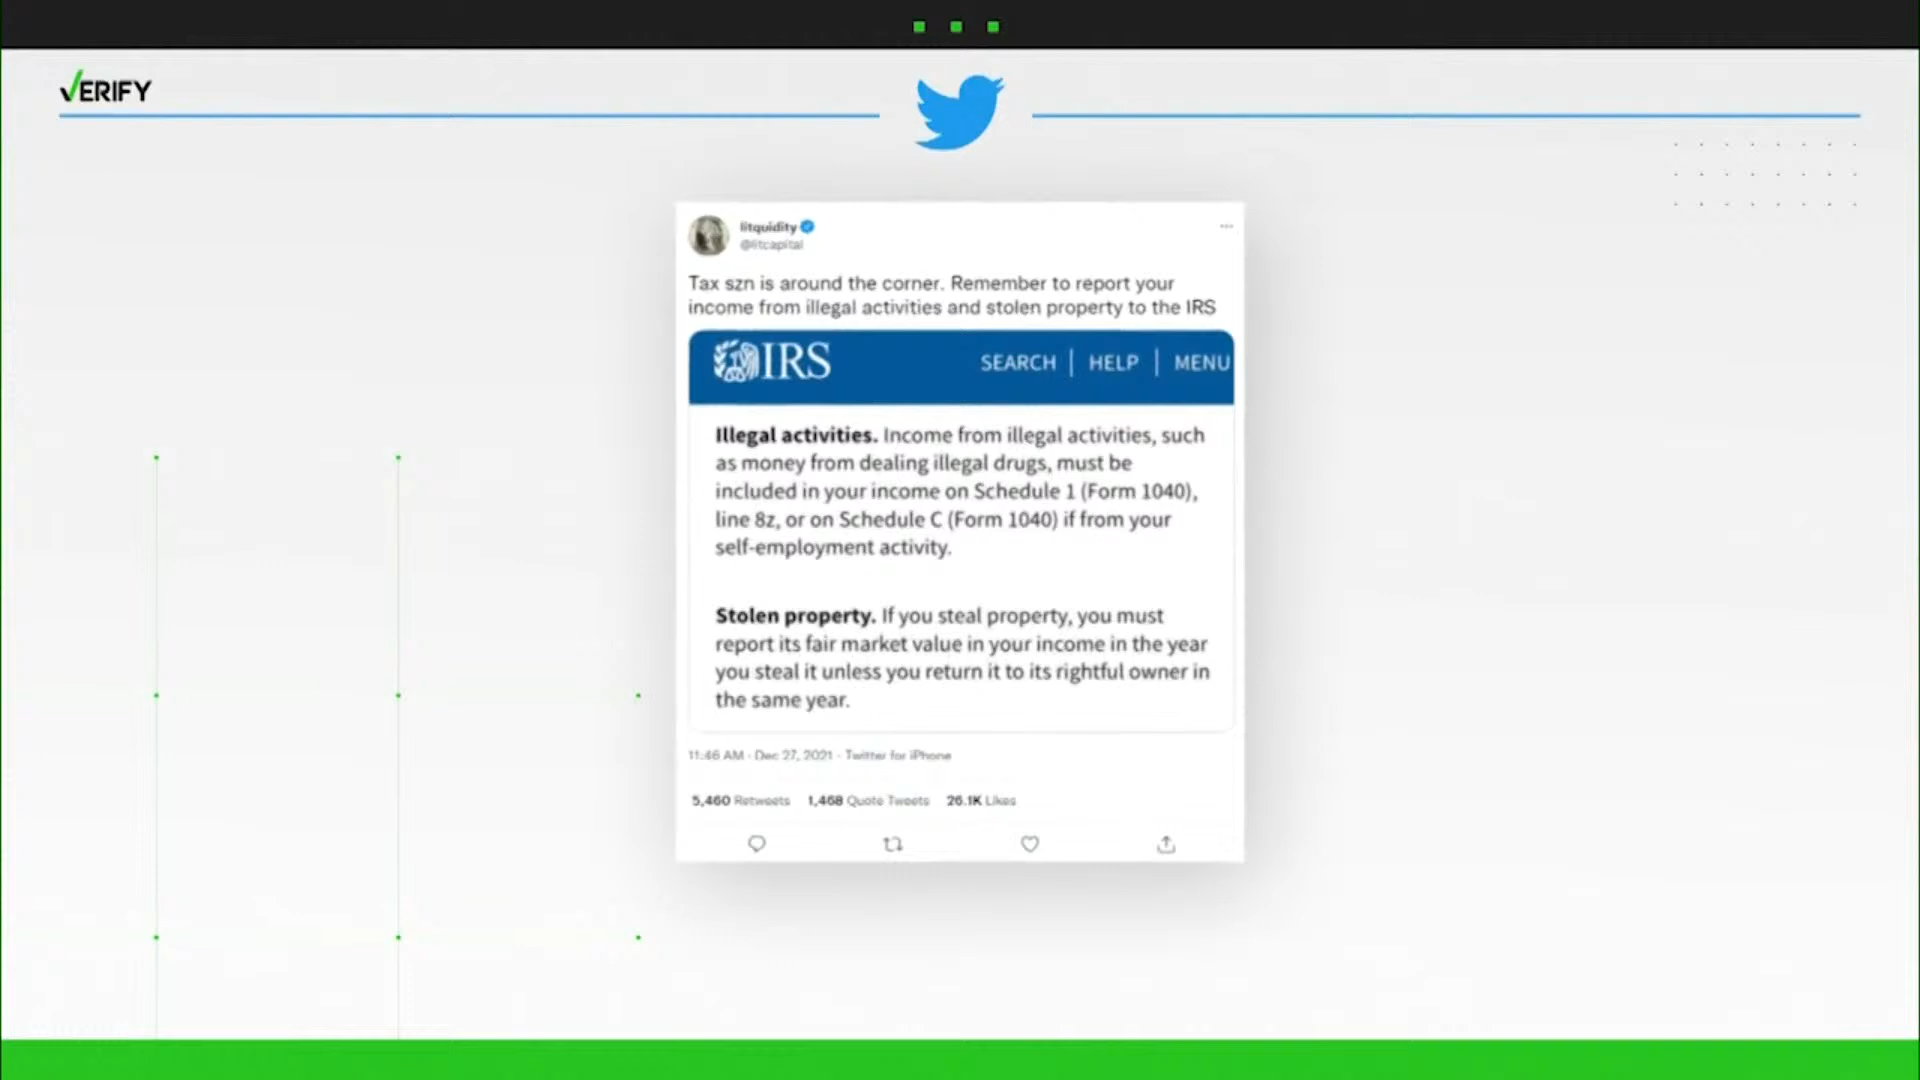 VERIFY
litquidity
@litcapital
Tax szn is around the corner. Remember to report your
income from illegal activities and stolen property to the IRS
IRS
SEARCH | HELP | MENU
Illegal activities. Income from illegal activities, such
as money from dealing illegal drugs, must be
included in your income on Schedule 1 (Form 1040),
line 8z, or on Schedule C (Form 1040) if from your
self-employment activity.
Stolen property. If you steal property, you must
report its fair market value in your income in the year
you steal it unless you return it to its rightful owner in
the same year.
11:46 AM · Dec 27, 2021 · Twitter for iPhone
5,460 Retweets 1,468 Quote Tweets 26.1K Likes